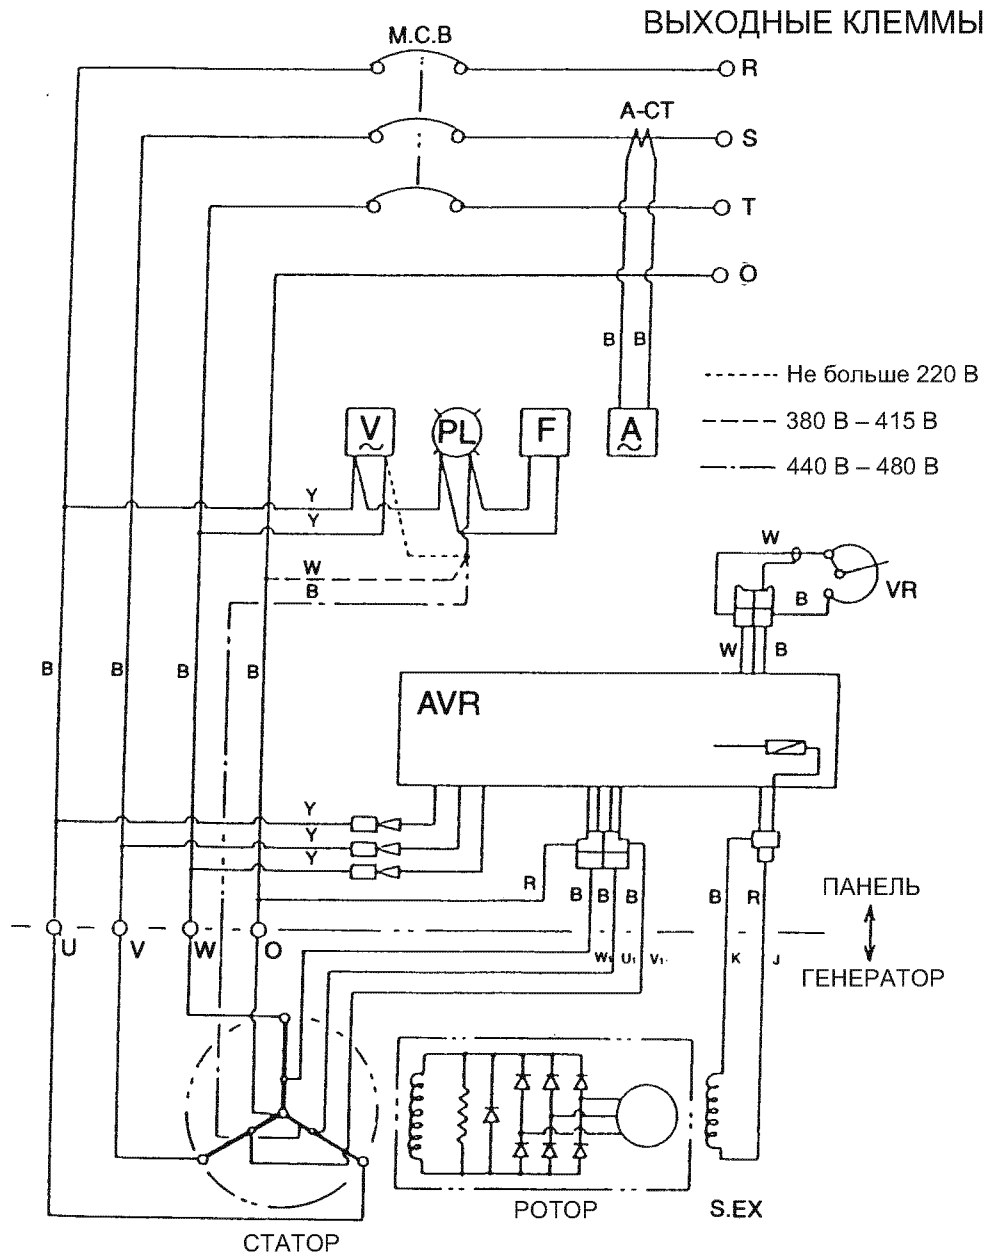 ВЫХОДНЫЕ КЛЕММЫ
M.C.B
R
A-CT
S
T
O
B B
Не больше 220 В
380 В – 415 В
440 В – 480 В
V
PL
F
A
Y
Y
W
B
W
VR
B
W B
B B B B
AVR
Y
Y
Y
R B B B B R
ПАНЕЛЬ
U V W O
W1 U1 V1 K J
ГЕНЕРАТОР
РОТОР
S.EX
СТАТОР